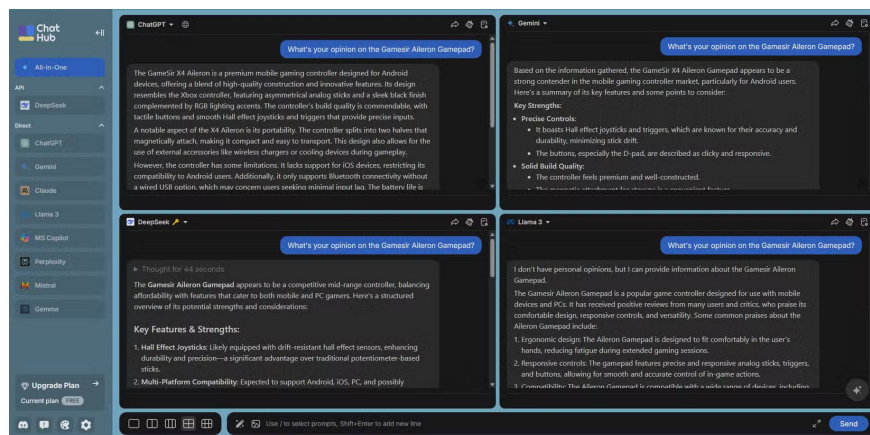 Chat
Hub
All-In-One
API
DeepSeek
Direct
ChatGPT
Gemini
Claude
Llama 3
MS Copilot
Perplexity
Mistral
Gemma
Upgrade Plan
Current plan FREE
ChatGPT
What's your opinion on the Gamesir Aileron Gamepad?
The GameSir X4 Aileron is a premium mobile gaming controller designed for Android
devices, offering a blend of high-quality construction and innovative features. Its design
resembles the Xbox controller, featuring asymmetrical analog sticks and a sleek black finish
complemented by RGB lighting accents. The controller's build quality is commendable, with
tactile buttons and smooth Hall effect joysticks and triggers that provide precise inputs.
A notable aspect of the X4 Aileron is its portability. The controller splits into two halves that
magnetically attach, making it compact and easy to transport. This design also allows for the
use of external accessories like wireless chargers or cooling devices during gameplay.
However, the controller has some limitations. It lacks support for iOS devices, restricting its
compatibility to Android users. Additionally, it only supports Bluetooth connectivity without
a wired USB option, which may concern users seeking minimal input lag. The battery life is
Gemini
What's your opinion on the Gamesir Aileron Gamepad?
Based on the information gathered, the GameSir X4 Aileron Gamepad appears to be a
strong contender in the mobile gaming controller market, particularly for Android users.
Here's a summary of its key features and some points to consider:
Key Strengths:
• Precise Controls:
• It boasts Hall effect joysticks and triggers, which are known for their accuracy and
durability, minimizing stick drift.
• The buttons, especially the D-pad, are described as clicky and responsive.
• Solid Build Quality:
• The controller feels premium and well-constructed.
• The magnetic attachment for storage is a convenient feature.
DeepSeek
What's your opinion on the Gamesir Aileron Gamepad?
Thought for 44 seconds
The Gamesir Aileron Gamepad appears to be a competitive mid-range controller, balancing
affordability with features that cater to both mobile and PC gamers. Here's a structured
overview of its potential strengths and considerations:
Key Features & Strengths:
1. Hall Effect Joysticks: Likely equipped with drift-resistant hall effect sensors, enhancing
durability and precision—a significant advantage over traditional potentiometer-based
sticks.
2. Multi-Platform Compatibility: Expected to support Android, iOS, PC, and possibly
Llama 3
What's your opinion on the Gamesir Aileron Gamepad?
I don't have personal opinions, but I can provide information about the Gamesir Aileron
Gamepad.
The Gamesir Aileron Gamepad is a popular game controller designed for use with mobile
devices and PCs. It has received positive reviews from many users and critics, who praise its
comfortable design, responsive controls, and versatility. Some common praises about the
Aileron Gamepad include:
1. Ergonomic design: The Aileron Gamepad is designed to fit comfortably in the user's
hands, reducing fatigue during extended gaming sessions.
2. Responsive controls: The gamepad features precise and responsive analog sticks, triggers,
and buttons, allowing for smooth and accurate control of in-game actions.
3. Compatibility: The Aileron Gamepad is compatible with a wide range of devices, including
Use / to select prompts, Shift+Enter to add new line
Send